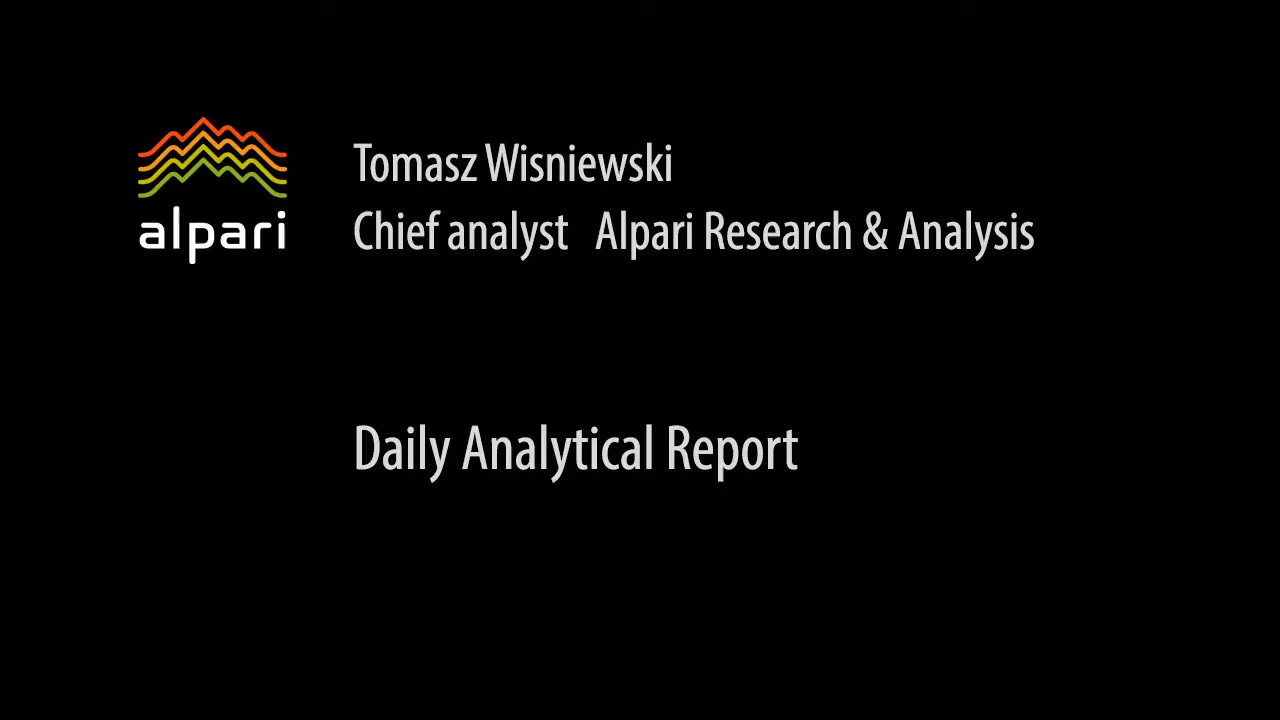 alpari
Tomasz Wisniewski
Chief analyst Alpari Research & Analysis
Daily Analytical Report